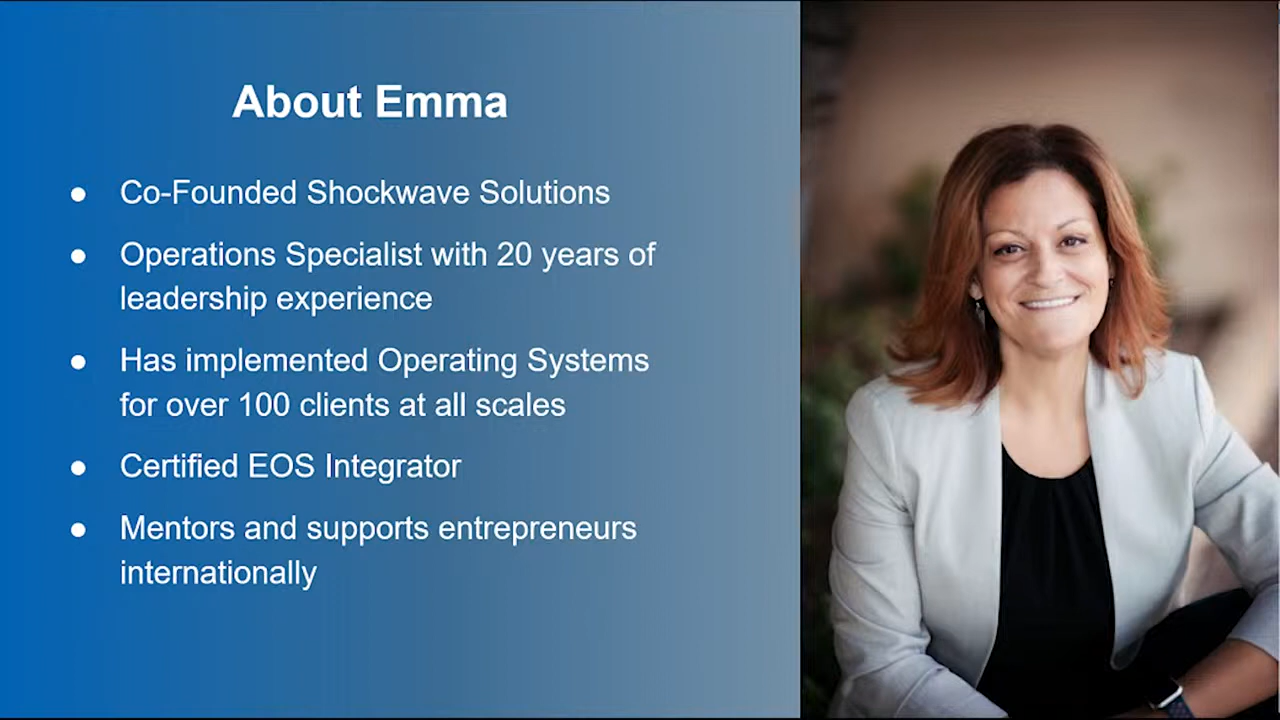 About Emma
● Co-Founded Shockwave Solutions
● Operations Specialist with 20 years of
leadership experience
● Has implemented Operating Systems
for over 100 clients at all scales
● Certified EOS Integrator
● Mentors and supports entrepreneurs
internationally